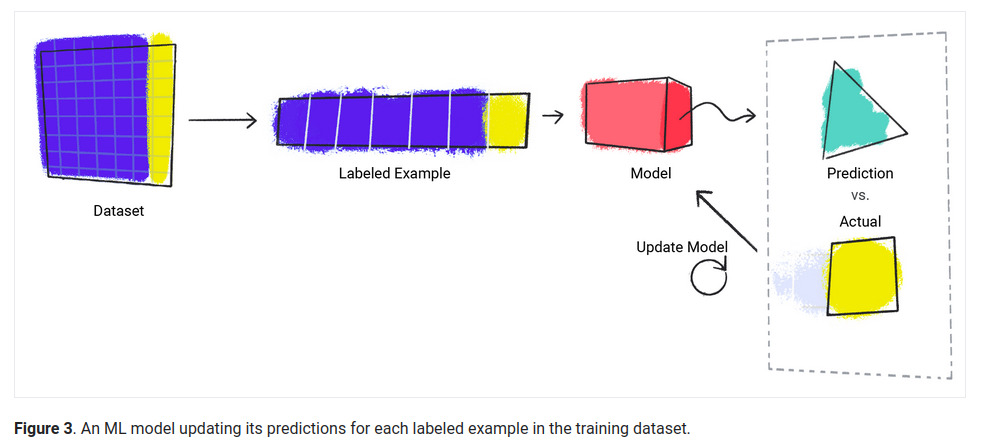 Dataset
Labeled Example
Model
Prediction
vs.
Actual
Update Model
Figure 3. An ML model updating its predictions for each labeled example in the training dataset.